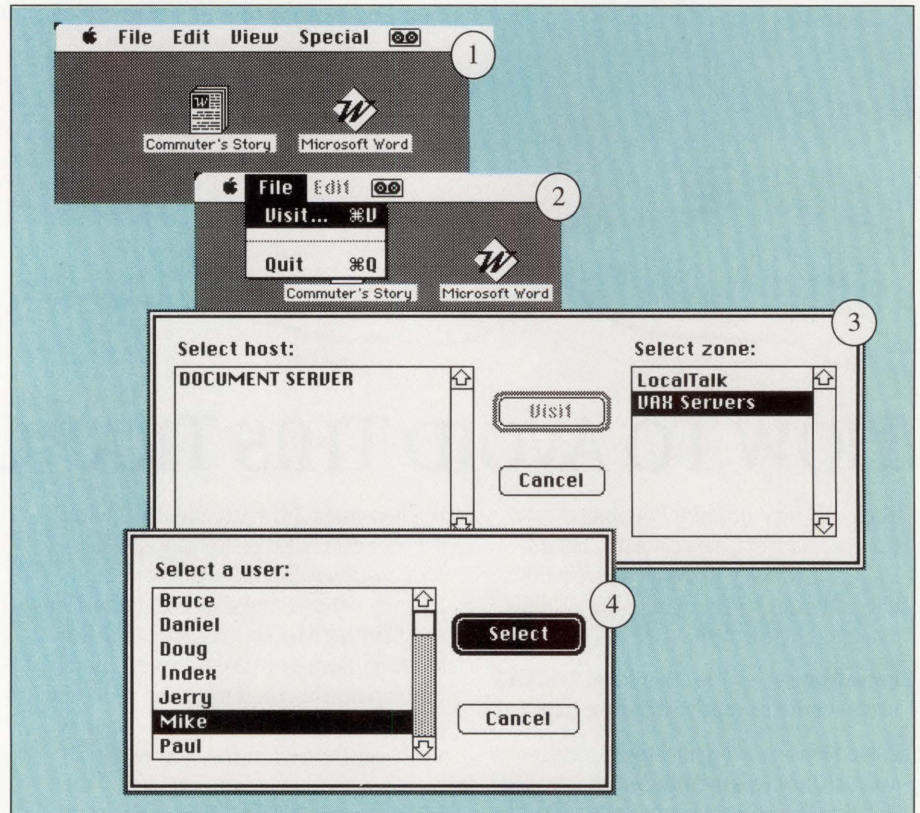 File Edit View Special
1
Commuter's Story Microsoft Word
File Edit
2
Visit... ⌘V
Quit ⌘Q
Commuter's Story Microsoft Word
3
Select host:
DOCUMENT SERVER
Visit
Cancel
Select zone:
LocalTalk
VAX Servers
4
Select a user:
Bruce
Daniel
Doug
Index
Jerry
Mike
Paul
Select
Cancel